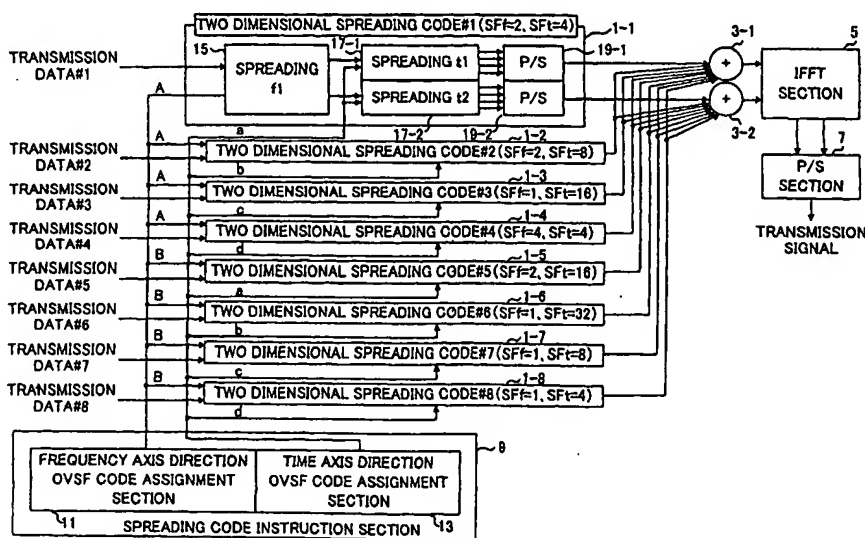 TWO DIMENSIONAL SPREADING CODE#1(SFf=2, SFt=4)
1-1
15
17-1
19-1
3-1
5
TRANSMISSION
DATA#1
SPREADING
f1
SPREADING t1
P/S
+
IFFT
SECTION
A
SPREADING t2
P/S
+
a
17-2
19-2
3-2
7
P/S
SECTION
TRANSMISSION
SIGNAL
1-2
A
TRANSMISSION
DATA#2
TWO DIMENSIONAL SPREADING CODE#2(SFf=2, SFt=8)
b
1-3
A
TRANSMISSION
DATA#3
TWO DIMENSIONAL SPREADING CODE#3(SFf=1, SFt=16)
c
1-4
A
TRANSMISSION
DATA#4
TWO DIMENSIONAL SPREADING CODE#4(SFf=4, SFt=4)
d
1-5
B
TRANSMISSION
DATA#5
TWO DIMENSIONAL SPREADING CODE#5(SFf=2, SFt=16)
a
1-6
B
TRANSMISSION
DATA#6
TWO DIMENSIONAL SPREADING CODE#6(SFf=1, SFt=32)
b
1-7
B
TRANSMISSION
DATA#7
TWO DIMENSIONAL SPREADING CODE#7(SFf=1, SFt=8)
c
1-8
B
TRANSMISSION
DATA#8
TWO DIMENSIONAL SPREADING CODE#8(SFf=1, SFt=4)
d
9
FREQUENCY AXIS DIRECTION
OVSF CODE ASSIGNMENT
SECTION
TIME AXIS DIRECTION
OVSF CODE ASSIGNMENT
SECTION
11
13
SPREADING CODE INSTRUCTION SECTION